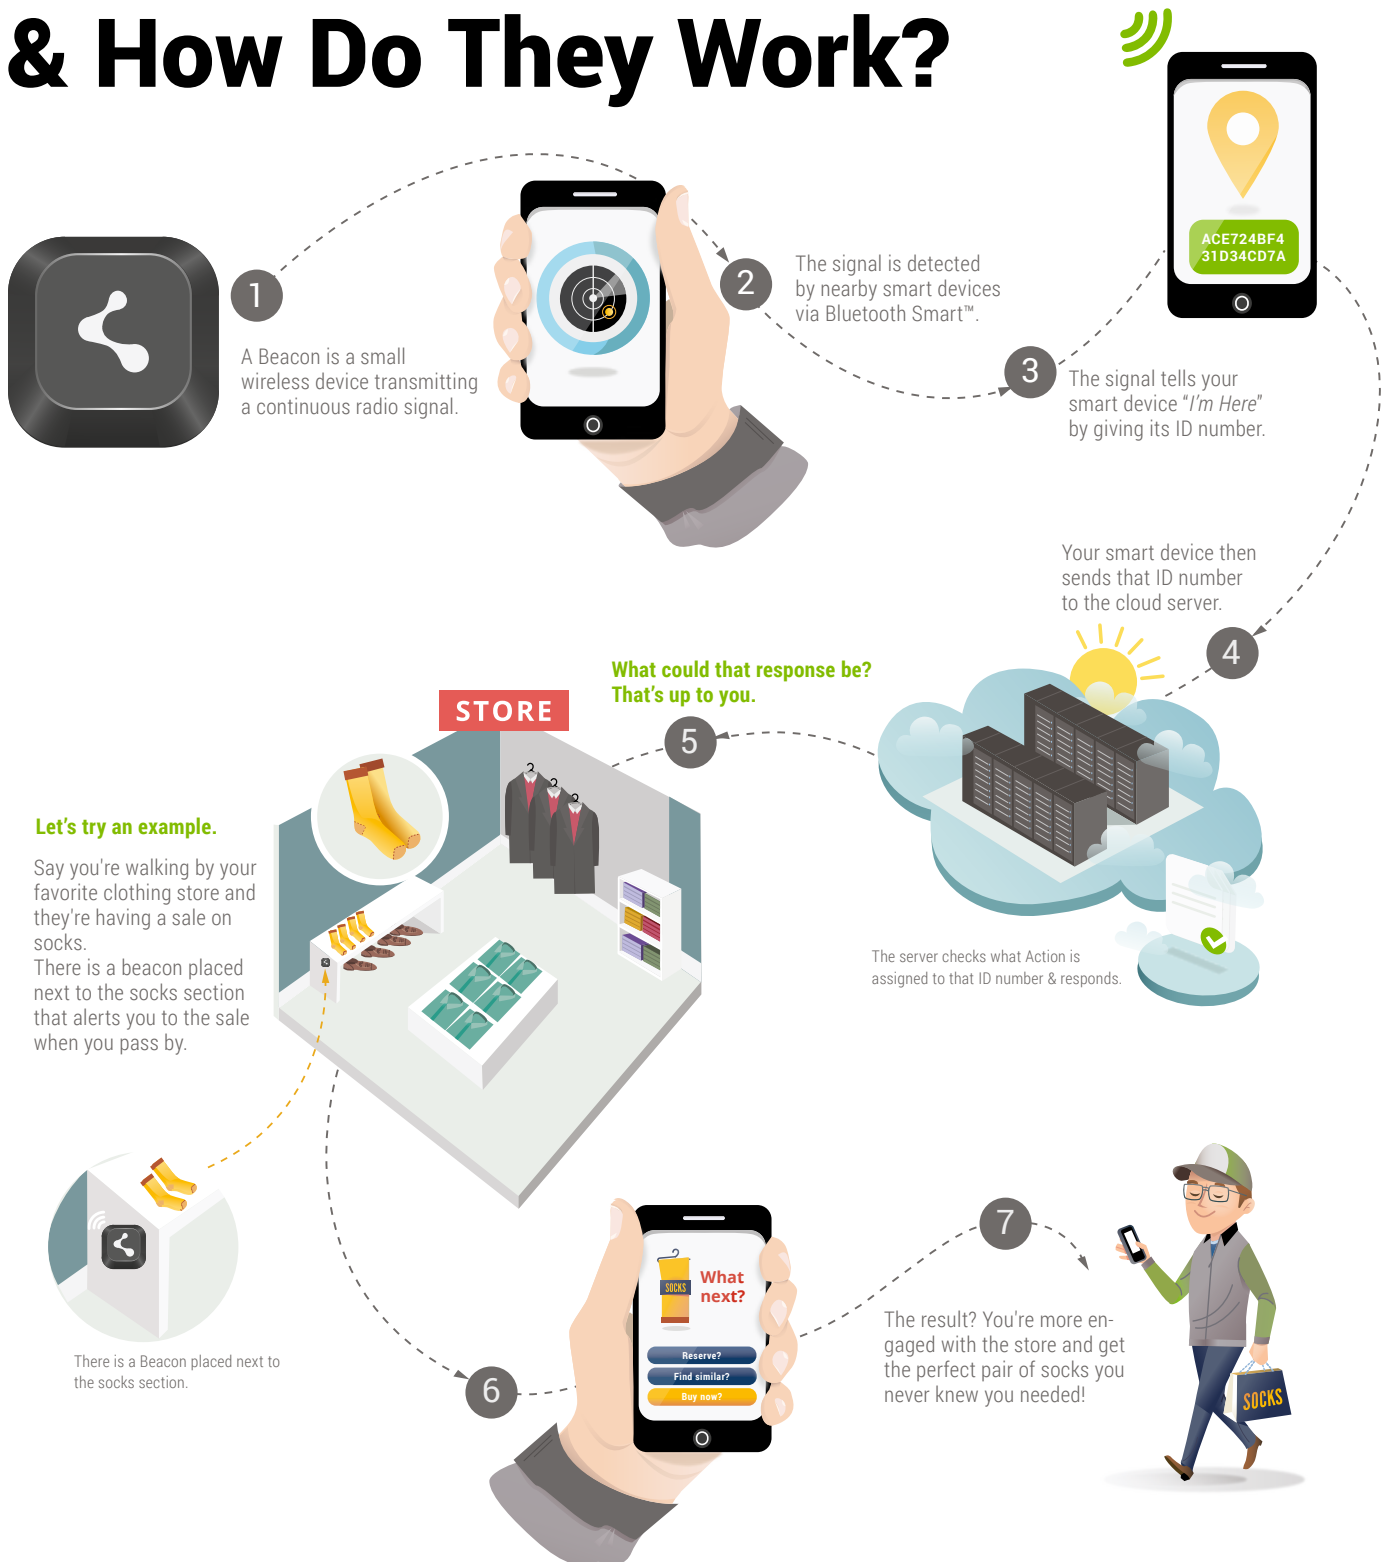 & How Do They Work?
ACE724BF4
31D34CD7A
1
A Beacon is a small
wireless device transmitting
a continuous radio signal.
2
The signal is detected
by nearby smart devices
via Bluetooth Smart™.
3
The signal tells your
smart device “I’m Here”
by giving its ID number.
Your smart device then
sends that ID number
to the cloud server.
4
The server checks what Action is
assigned to that ID number & responds.
What could that response be?
That’s up to you.
5
STORE
Let’s try an example.
Say you're walking by your
favorite clothing store and
they're having a sale on
socks.
There is a beacon placed
next to the socks section
that alerts you to the sale
when you pass by.
There is a Beacon placed next to
the socks section.
6
SOCKS
What
next?
Reserve?
Find similar?
Buy now?
7
The result? You're more en-
gaged with the store and get
the perfect pair of socks you
never knew you needed!
SOCKS